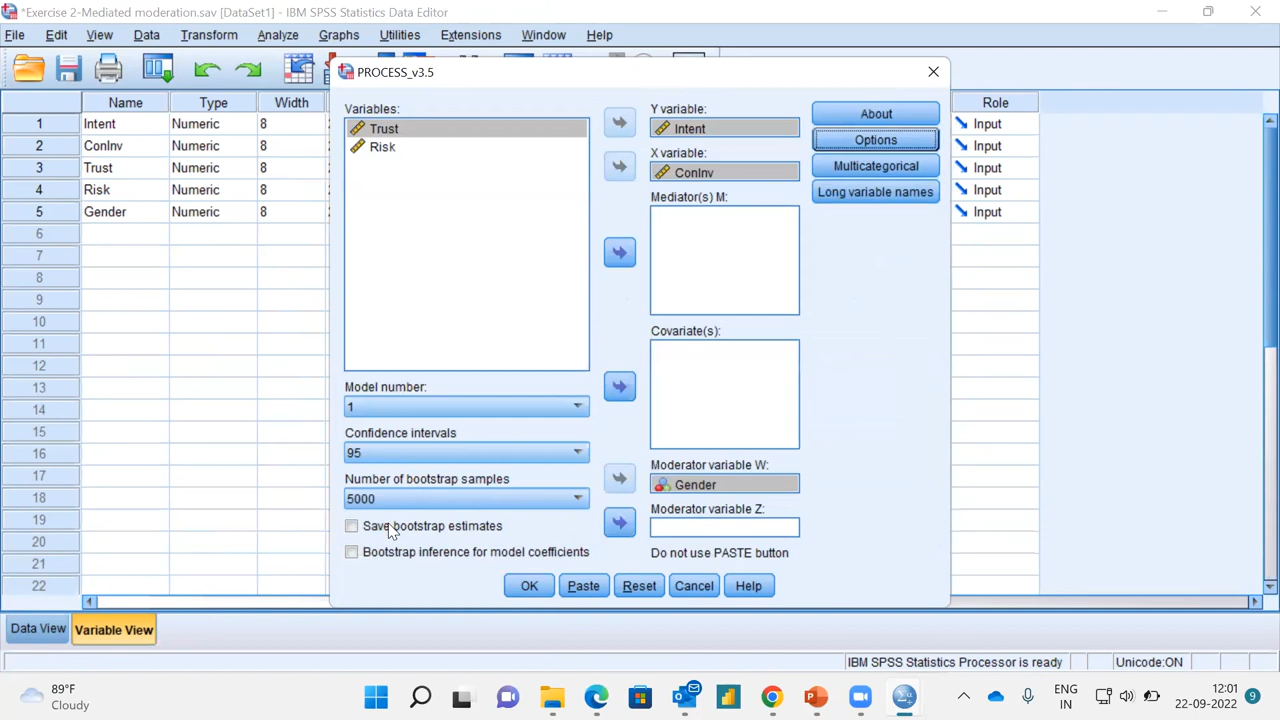 *Exercise 2-Mediated moderation.sav [DataSet1] - IBM SPSS Statistics Data Editor
File Edit View Data Transform Analyze Graphs Utilities Extensions Window Help
PROCESS_v3.5
Name Type Width Role
1 Intent Numeric 8 Input
2 ConInv Numeric 8 Input
3 Trust Numeric 8 Input
4 Risk Numeric 8 Input
5 Gender Numeric 8 Input
6
7
8
9
10
11
12
13
14
15
16
17
18
19
20
21
22
Variables:
Trust
Risk
Model number:
1
Confidence intervals
95
Number of bootstrap samples
5000
Save bootstrap estimates
Bootstrap inference for model coefficients
Y variable:
Intent
X variable:
ConInv
Mediator(s) M:
Covariate(s):
Moderator variable W:
Gender
Moderator variable Z:
Do not use PASTE button
About
Options
Multicategorical
Long variable names
OK Paste Reset Cancel Help
Data View Variable View
IBM SPSS Statistics Processor is ready Unicode:ON
89°F
Cloudy
ENG
IN
12:01
22-09-2022
9